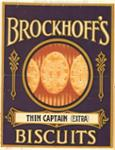 BROCKHOFF'S
THIN CAPTAIN (EXTRA)
BISCUITS